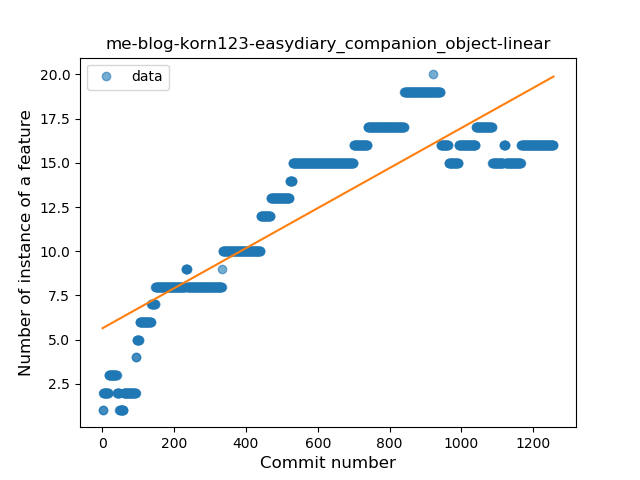 me-blog-korn123-easydiary_companion_object-linear
data
20.0
17.5
15.0
12.5
10.0
7.5
5.0
2.5
Number of instance of a feature
0 200 400 600 800 1000 1200
Commit number